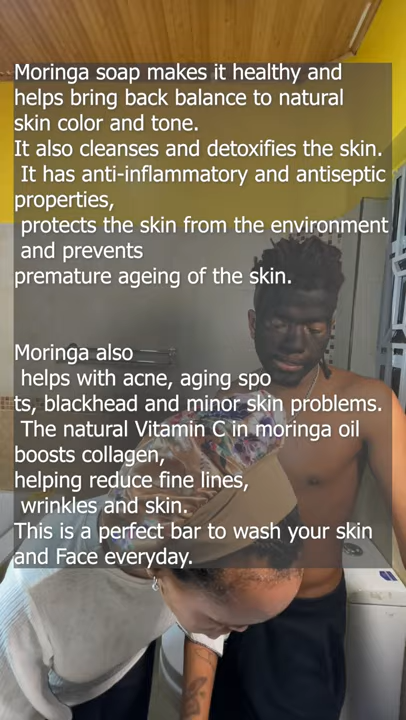 Moringa soap makes it healthy and
helps bring back balance to natural
skin color and tone.
It also cleanses and detoxifies the skin.
It has anti-inflammatory and antiseptic
properties,
protects the skin from the environment
and prevents
premature ageing of the skin.
Moringa also
helps with acne, aging spo
ts, blackhead and minor skin problems.
The natural Vitamin C in moringa oil
boosts collagen,
helping reduce fine lines,
wrinkles and skin.
This is a perfect bar to wash your skin
and Face everyday.